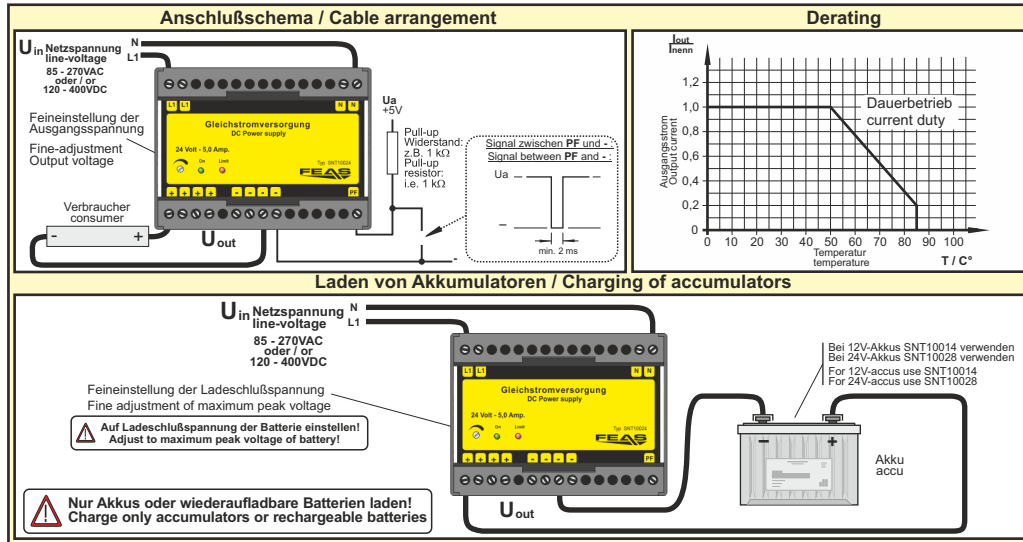 Anschlußschema / Cable arrangement
U in Netzspannung
line-voltage
85 - 270VAC
oder / or
120 - 400VDC
N
L1
Feineinstellung der
Ausgangsspannung
Fine-adjustment
Output voltage
L1 L1 N N
Gleichstromversorgung
DC Power supply
24 Volt - 5,0 Amp.
On Limit
Typ SNT10024
FEAS
+ + + + - - - - PF
Verbraucher
consumer
- +
U out
Ua
+5V
Pull-up
Widerstand:
z.B. 1 kΩ
Pull-up
resistor:
i.e. 1 kΩ
-
Signal zwischen PF und - :
Signal between PF and - :
Ua
–
min. 2 ms
Derating
Iout
Inenn
1,2
1,0
0,8
0,6
0,4
0,2
0
Ausgangsstrom
Output current
Dauerbetrieb
current duty
0 10 20 30 40 50 60 70 80 90 100
Temperatur
temperature
T / C°
Laden von Akkumulatoren / Charging of accumulators
U in Netzspannung
line-voltage
85 - 270VAC
oder / or
120 - 400VDC
N
L1
Feineinstellung der Ladeschlußspannung
Fine adjustment of maximum peak voltage
Auf Ladeschlußspannung der Batterie einstellen!
Adjust to maximum peak voltage of battery!
Nur Akkus oder wiederaufladbare Batterien laden!
Charge only accumulators or rechargeable batteries
L1 L1 N N
Gleichstromversorgung
DC Power supply
24 Volt - 5,0 Amp.
On Limit
Typ SNT10024
FEAS
+ + + + - - - - PF
U out
Bei 12V-Akkus SNT10014 verwenden
Bei 24V-Akkus SNT10028 verwenden
For 12V-accus use SNT10014
For 24V-accus use SNT10028
- +
Akku
accu